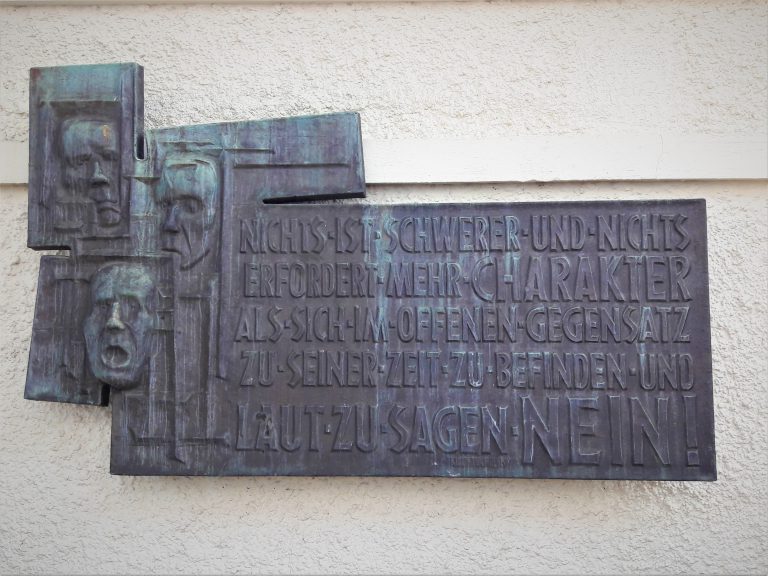 NICHTS·IST·SCHWERER·UND·NICHTS
ERFORDERT·MEHR·CHARAKTER
ALS·SICH·IM·OFFENEN·GEGENSATZ
ZU·SEINER·ZEIT·ZU·BEFINDEN·UND
LAUT·ZU·SAGEN·NEIN!